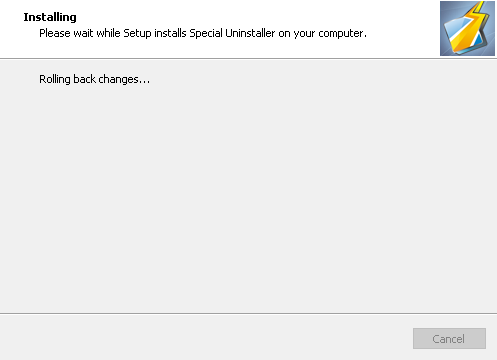 Installing
Please wait while Setup installs Special Uninstaller on your computer.
Rolling back changes...
Cancel